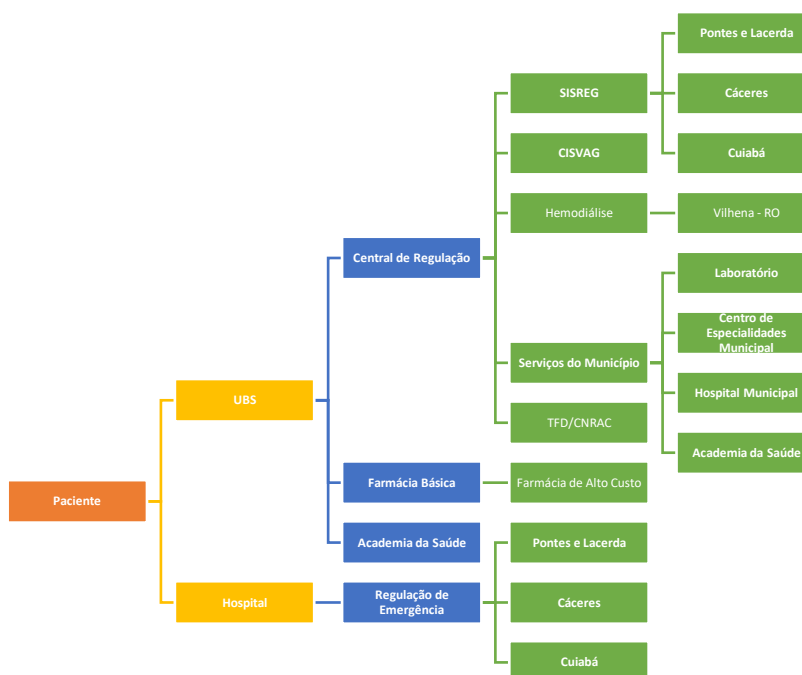 Pontes e Lacerda
SISREG
Cáceres
CISVAG
Cuiabá
Hemodiálise
Vilhena - RO
Central de Regulação
Laboratório
Centro de
Especialidades
Municipal
Serviços do Município
Hospital Municipal
UBS
TFD/CNRAC
Academia da Saúde
Paciente
Farmácia Básica
Farmácia de Alto Custo
Academia da Saúde
Pontes e Lacerda
Hospital
Regulação de
Emergência
Cáceres
Cuiabá